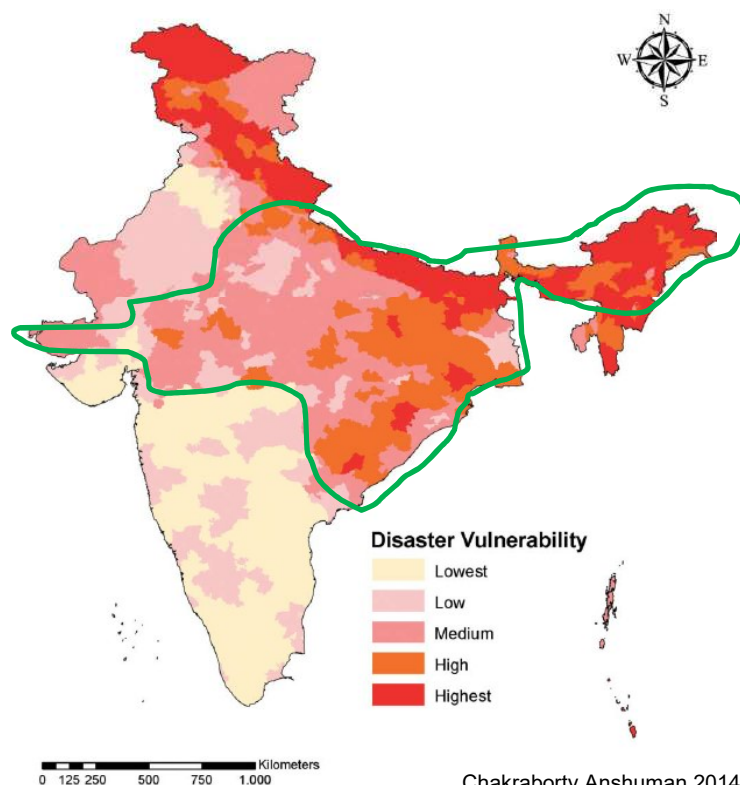 N
W E
S
Disaster Vulnerability
Lowest
Low
Medium
High
Highest
Kilometers
0 125 250 500 750 1.000
Chakraborty Anshuman 2014